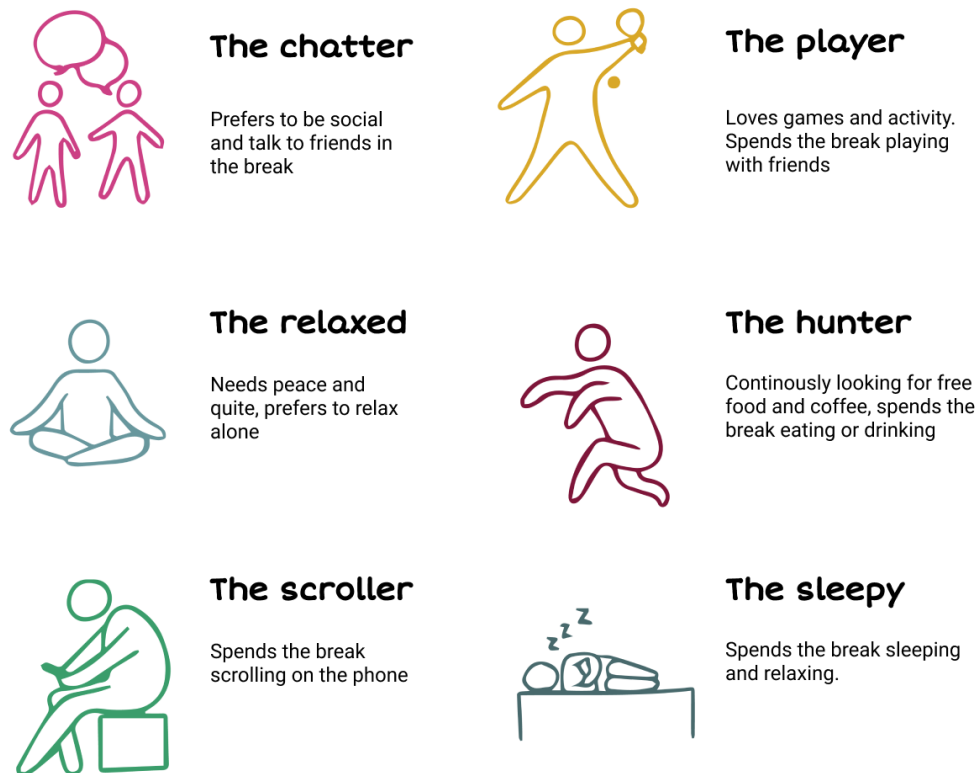 The chatter
Prefers to be social
and talk to friends in
the break
The player
Loves games and activity.
Spends the break playing
with friends
The relaxed
Needs peace and
quite, prefers to relax
alone
The hunter
Continously looking for free
food and coffee, spends the
break eating or drinking
The scroller
Spends the break
scrolling on the phone
The sleepy
z z z
Spends the break sleeping
and relaxing.